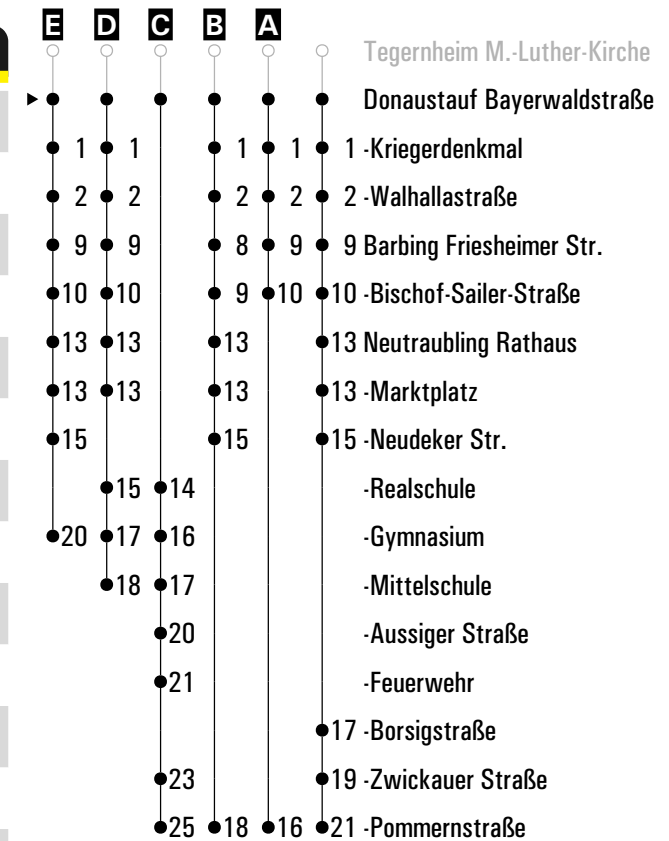 E D C B A
Tegernheim M.-Luther-Kirche
Donaustauf Bayerwaldstraße
1 1 1 1 1 -Kriegerdenkmal
2 2 2 2 2 -Walhallastraße
9 9 8 9 9 Barbing Friesheimer Str.
10 10 9 10 10 -Bischof-Sailer-Straße
13 13 13 13 Neutraubling Rathaus
13 13 13 13 -Marktplatz
15 15 15 -Neudeker Str.
15 14 -Realschule
20 17 16 -Gymnasium
18 17 -Mittelschule
20 -Aussiger Straße
21 -Feuerwehr
17 -Borsigstraße
23 19 -Zwickauer Straße
25 18 16 21 -Pommernstraße